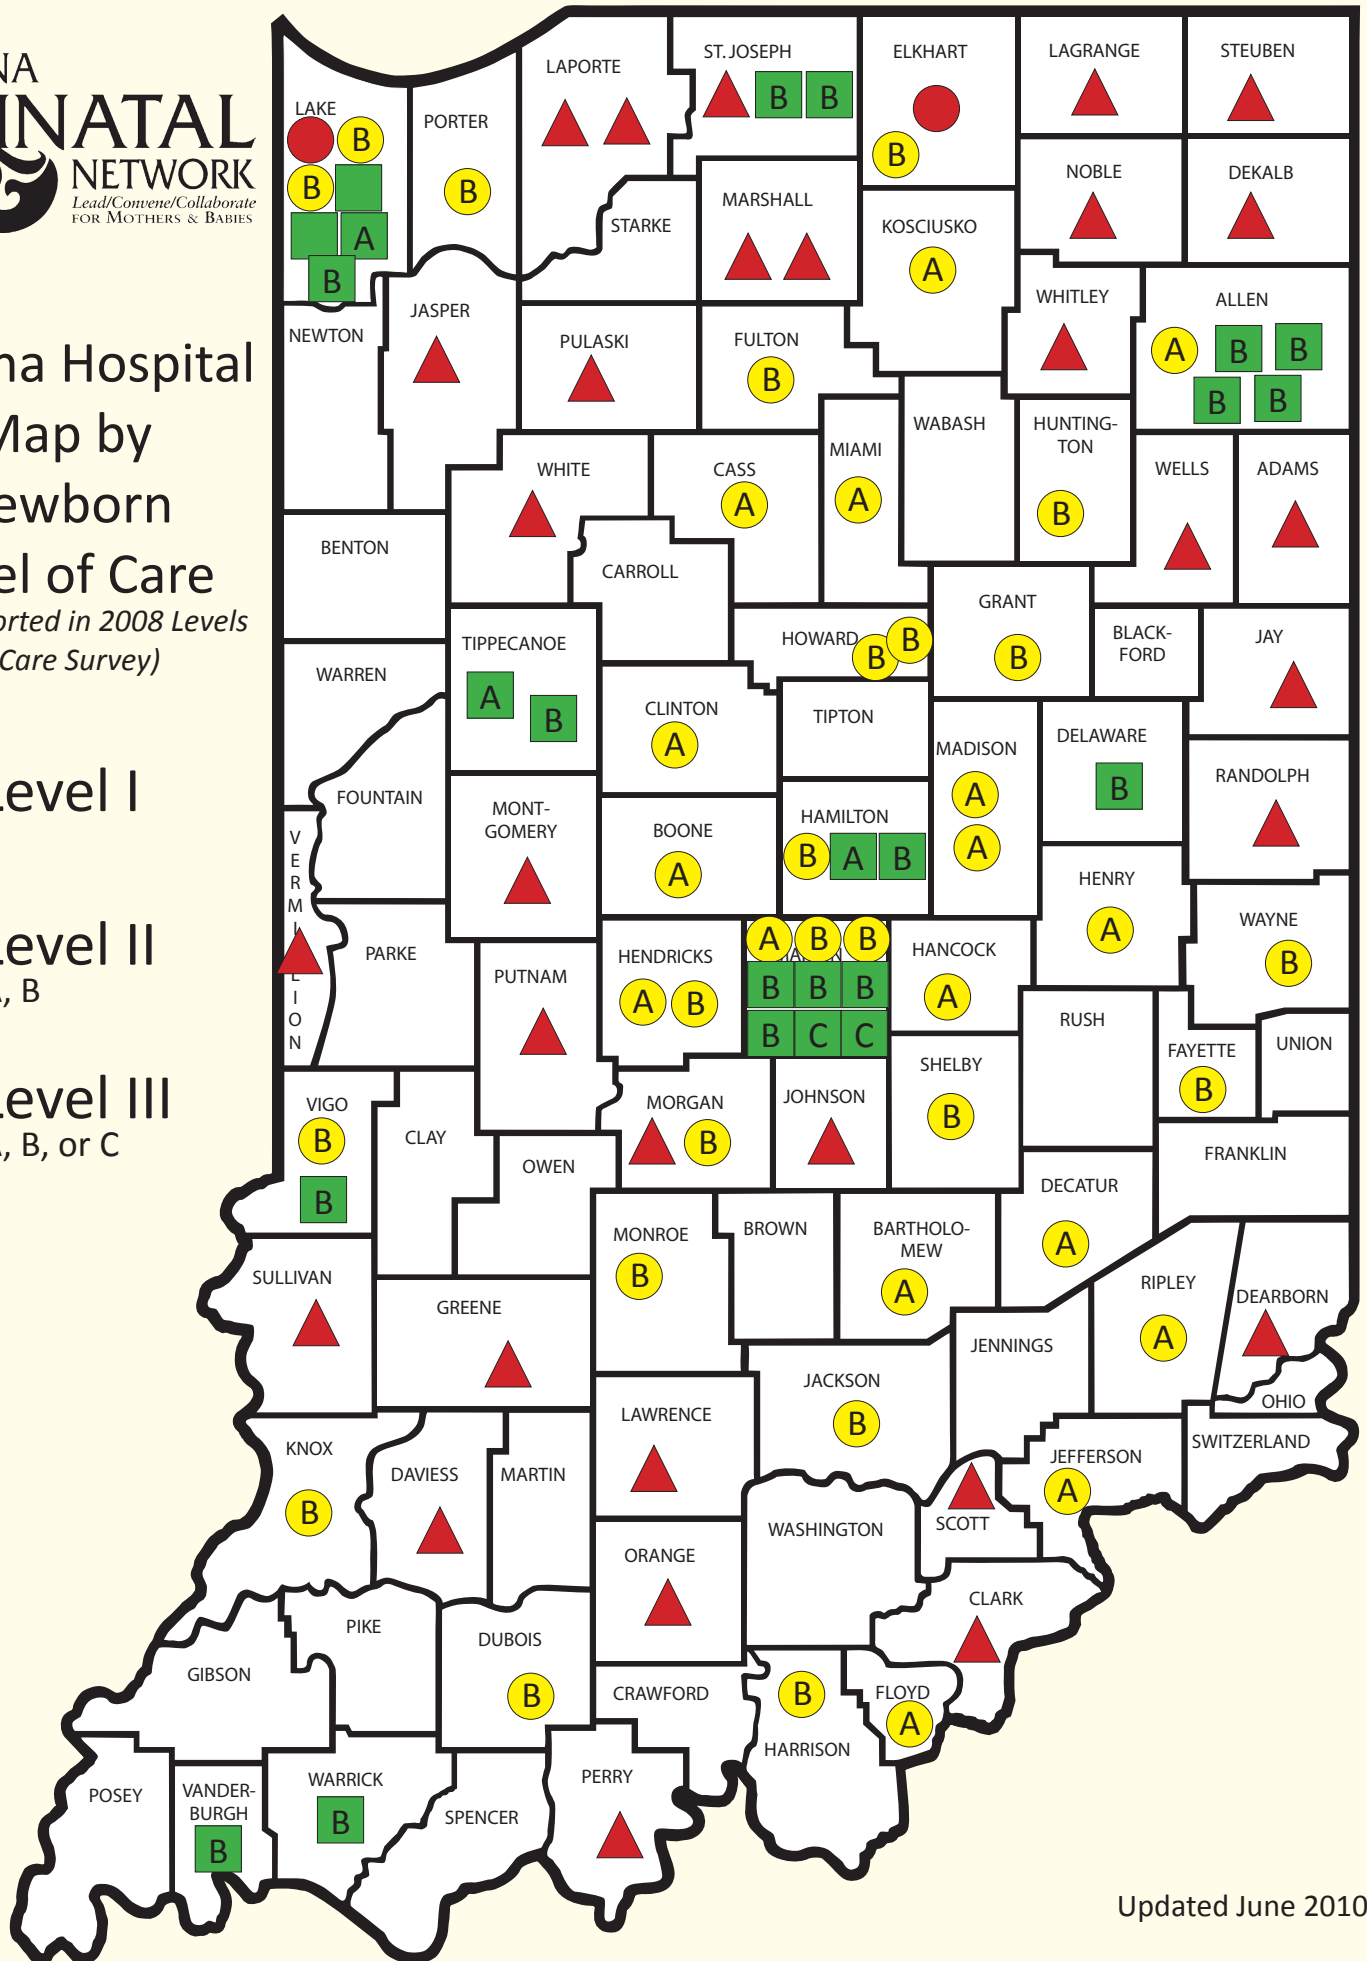 NA
INATAL
NETWORK
Lead/Convene/Collaborate
FOR MOTHERS & BABIES
na Hospital
Map by
ewborn
el of Care
orted in 2008 Levels
Care Survey)
Level I
Level II
A, B
Level III
A, B, or C
LAKE
B
B
A
B
PORTER
B
LAPORTE
ST. JOSEPH
B B
ELKHART
B
LAGRANGE
STEUBEN
NOBLE
DEKALB
STARKE
MARSHALL
KOSCIUSKO
A
WHITLEY
ALLEN
A B B
B B
NEWTON
JASPER
PULASKI
FULTON
B
MIAMI
A
WABASH
HUNTING-
TON
B
WELLS
ADAMS
WHITE
CASS
A
BENTON
CARROLL
GRANT
B
BLACK-
FORD
JAY
HOWARD
B
B
WARREN
TIPPECANOE
A
B
CLINTON
A
TIPTON
MADISON
A
A
DELAWARE
B
RANDOLPH
FOUNTAIN
MONT-
GOMERY
BOONE
A
HAMILTON
B A B
HENRY
A
WAYNE
B
V
E
R
M
I
L
I
O
N
PARKE
PUTNAM
HENDRICKS
A B
A B B
B B B
B C C
HANCOCK
A
RUSH
FAYETTE
B
UNION
SHELBY
B
VIGO
B
B
CLAY
OWEN
MORGAN
B
JOHNSON
FRANKLIN
DECATUR
A
MONROE
B
BROWN
BARTHOLO-
MEW
A
RIPLEY
A
DEARBORN
SULLIVAN
GREENE
JENNINGS
OHIO
JACKSON
B
LAWRENCE
SWITZERLAND
JEFFERSON
A
KNOX
B
DAVIESS
MARTIN
SCOTT
WASHINGTON
ORANGE
CLARK
PIKE
DUBOIS
B
GIBSON
CRAWFORD
B
HARRISON
FLOYD
A
POSEY
VANDER-
BURGH
B
WARRICK
B
SPENCER
PERRY
Updated June 2010